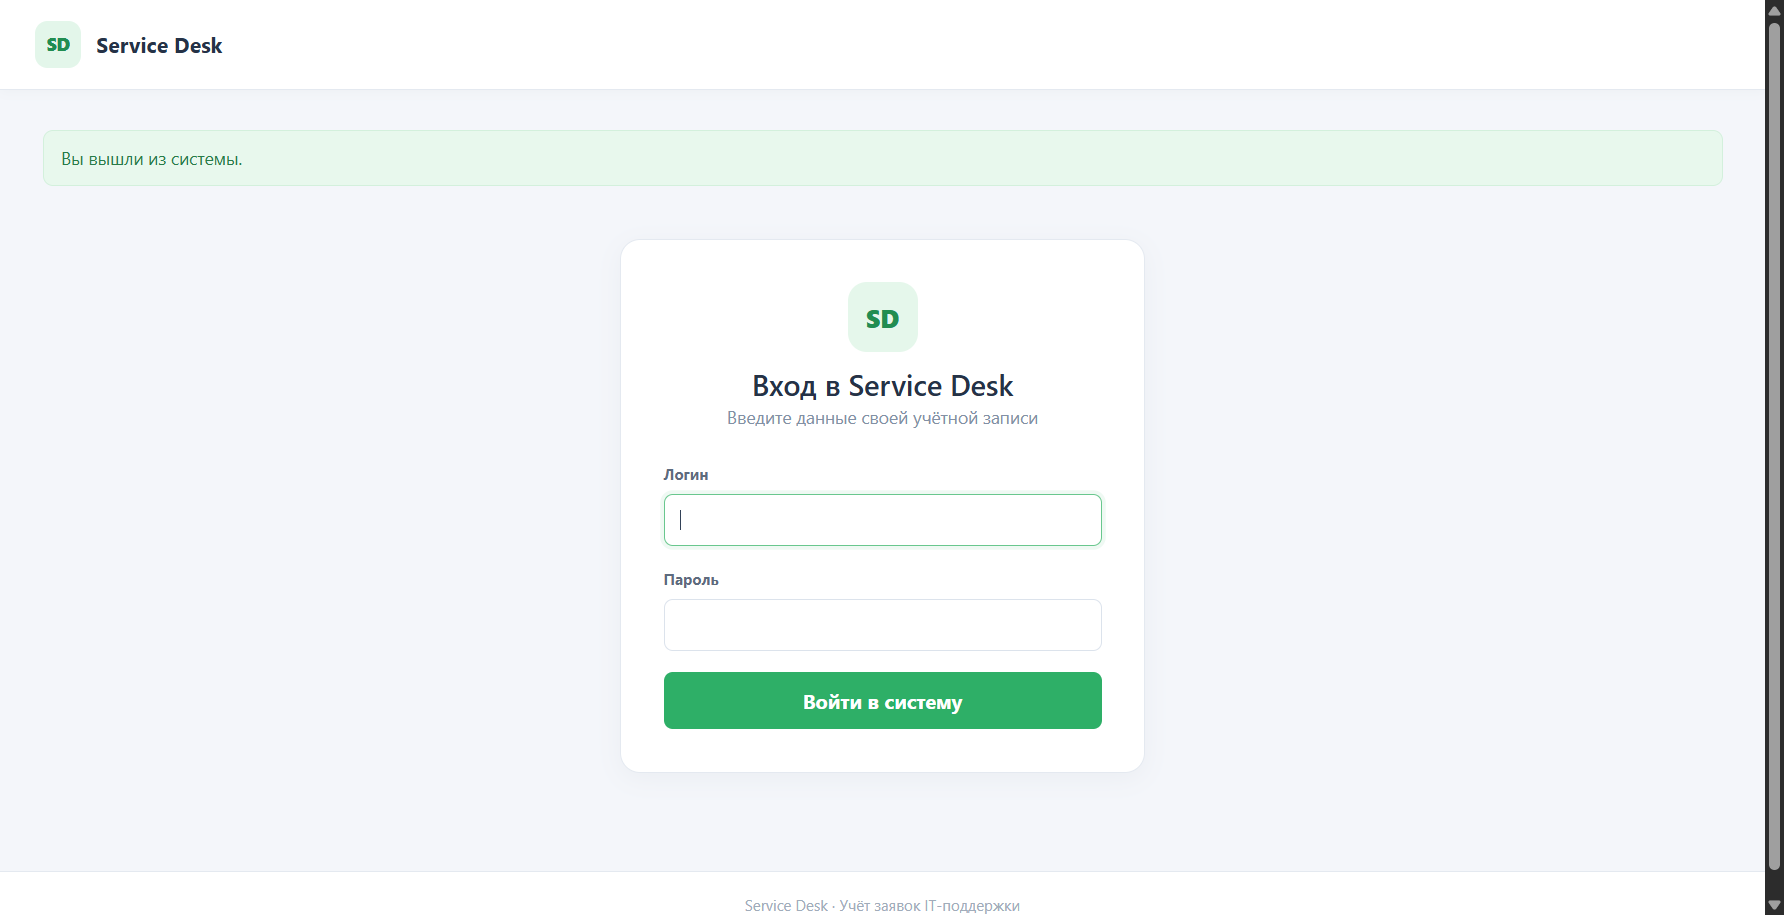 SD
Service Desk
Вы вышли из системы.
SD
Вход в Service Desk
Введите данные своей учётной записи
Логин
Пароль
Войти в систему
Service Desk · Учёт заявок IT-поддержки